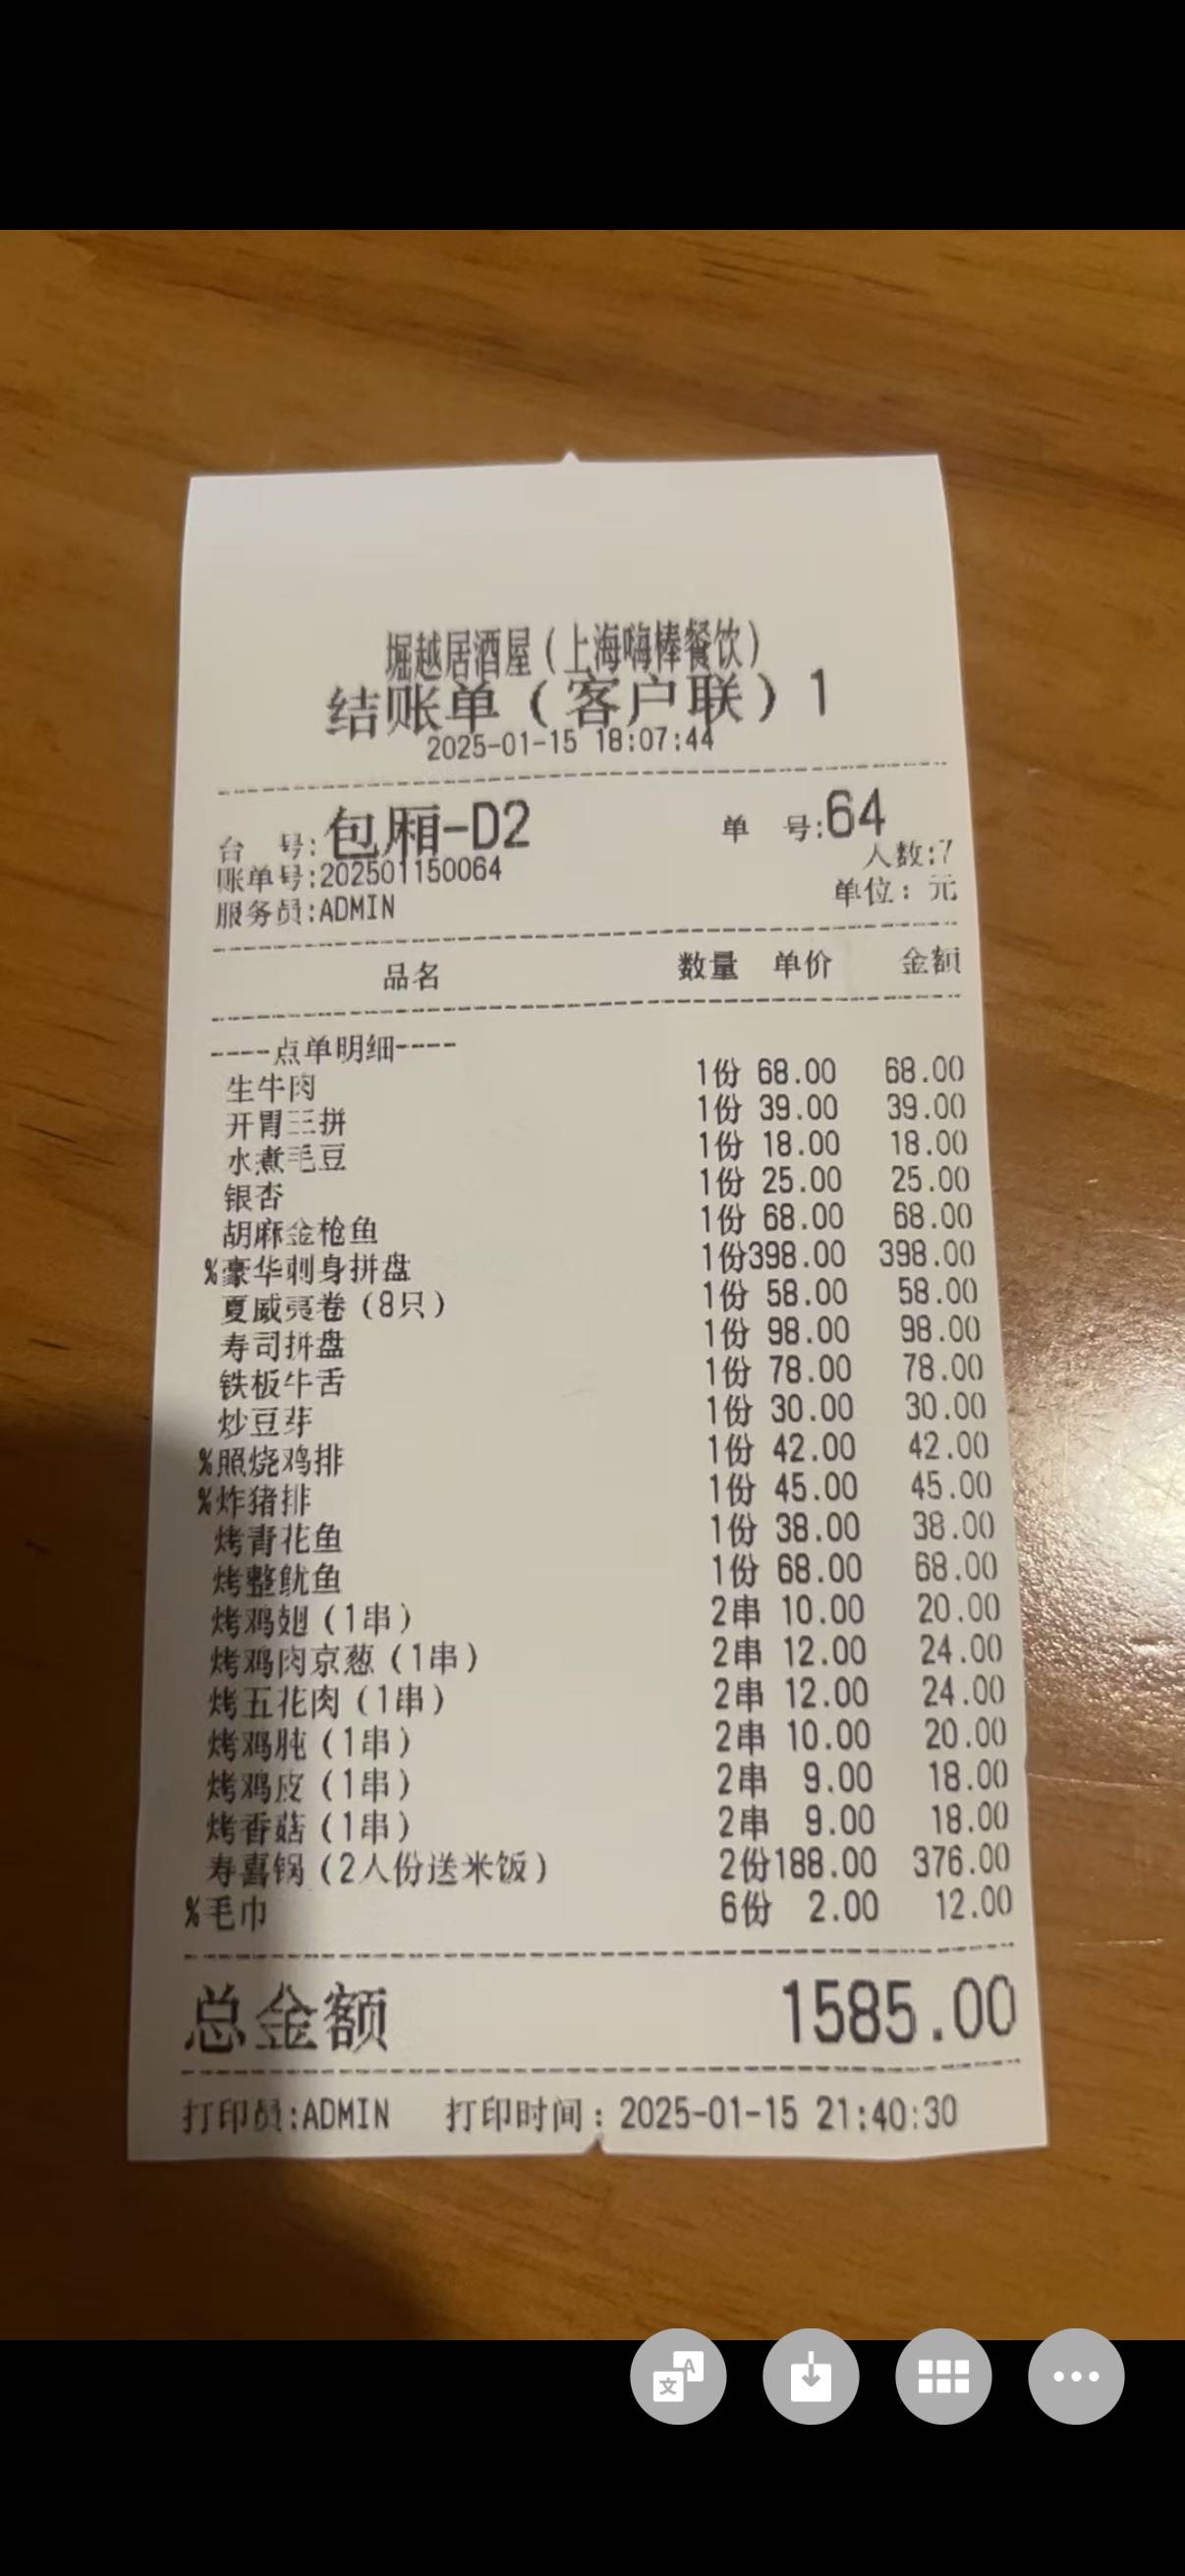 堀越居酒屋（上海嗨棒餐饮）
结账单（客户联）1
2025-01-15 18:07:44
台 号:包厢-D2 单 号:64
人数:7
账单号:202501150064
单位：元
服务员:ADMIN
品名 数量 单价 金额
----点单明细----
生牛肉 1份 68.00 68.00
开胃三拼 1份 39.00 39.00
水煮毛豆 1份 18.00 18.00
银杏 1份 25.00 25.00
胡麻金枪鱼 1份 68.00 68.00
%豪华刺身拼盘 1份398.00 398.00
夏威夷卷（8只） 1份 58.00 58.00
寿司拼盘 1份 98.00 98.00
铁板牛舌 1份 78.00 78.00
炒豆芽 1份 30.00 30.00
%照烧鸡排 1份 42.00 42.00
%炸猪排 1份 45.00 45.00
烤青花鱼 1份 38.00 38.00
烤整鱿鱼 1份 68.00 68.00
烤鸡翅（1串） 2串 10.00 20.00
烤鸡肉京葱（1串） 2串 12.00 24.00
烤五花肉（1串） 2串 12.00 24.00
烤鸡肫（1串） 2串 10.00 20.00
烤鸡皮（1串） 2串 9.00 18.00
烤香菇（1串） 2串 9.00 18.00
寿喜锅（2人份送米饭） 2份188.00 376.00
%毛巾 6份 2.00 12.00
总金额 1585.00
打印员:ADMIN 打印时间：2025-01-15 21:40:30